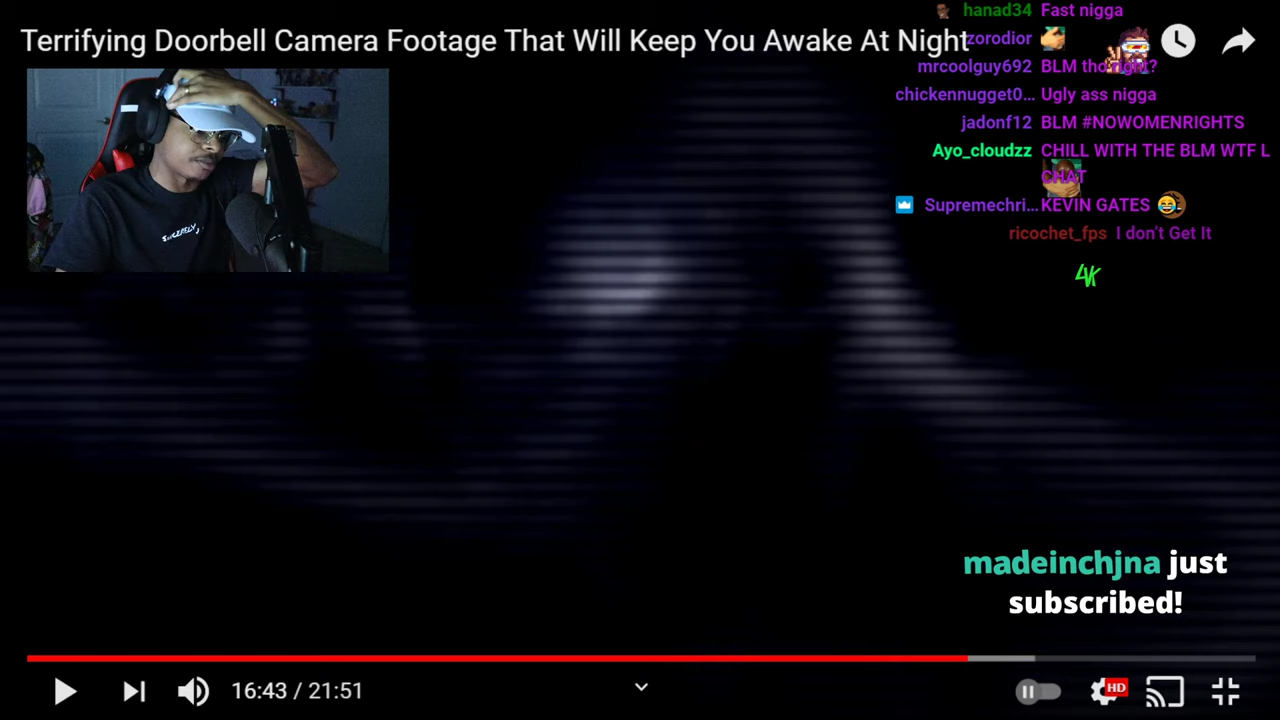 Terrifying Doorbell Camera Footage That Will Keep You Awake At Night
hanad34 Fast nigga
zorodior
mrcoolguy692 BLM tho right?
chickennugget0... Ugly ass nigga
jadonf12 BLM #NOWOMENRIGHTS
Ayo_cloudzz CHILL WITH THE BLM WTF L
CHAT
Supremechri... KEVIN GATES
ricochet_fps I don't Get It
4K
madeinchjna just
subscribed!
16:43 / 21:51
HD